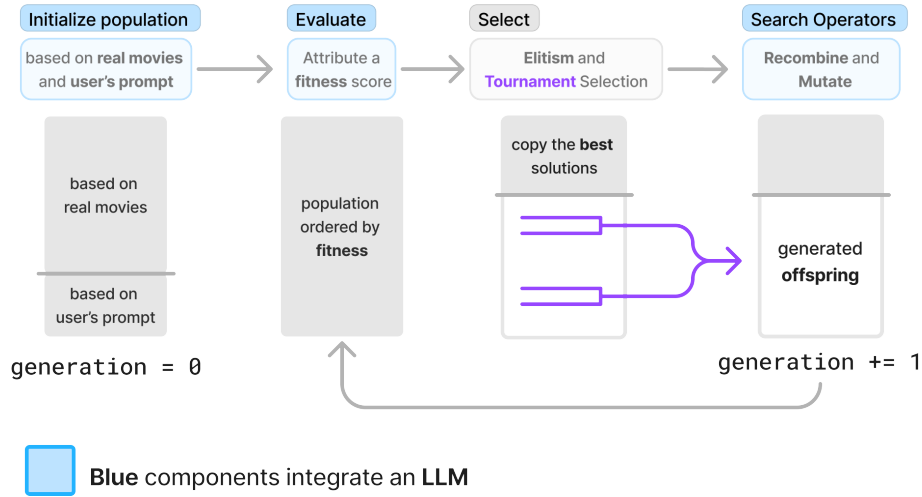 Initialize population
based on real movies
and user's prompt
Evaluate
Attribute a
fitness score
Select
Elitism and
Tournament Selection
Search Operators
Recombine and
Mutate
based on
real movies
based on
user's prompt
generation = 0
population
ordered by
fitness
copy the best
solutions
generated
offspring
generation += 1
Blue components integrate an LLM